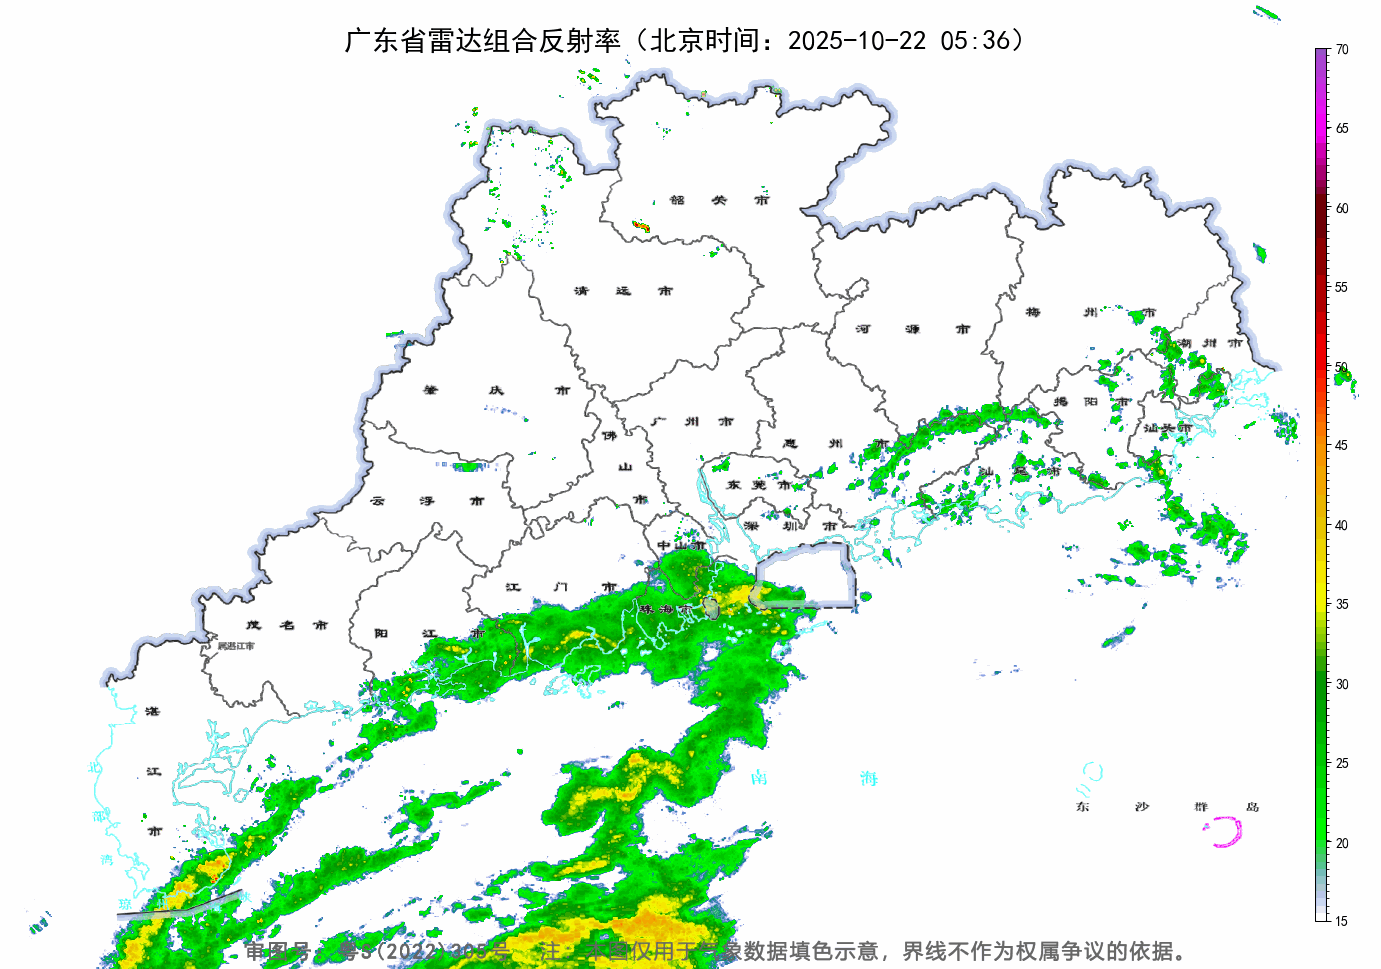 广东省雷达组合反射率（北京时间：2025-10-22 05:36）
70
65
60
55
50
45
40
35
30
25
20
15
韶关市
清远市
河源市
梅州市
潮州市
肇庆市
广州市
惠州市
揭阳市
汕头市
佛山市
云浮市
东莞市
汕尾市
深圳市
中山市
江门市
珠海市
茂名市
阳江市
属湛江市
湛江市
北部湾
琼
南海
东沙群岛
审图号：粤S(2022)305号 注：本图仅用于气象数据填色示意，界线不作为权属争议的依据。